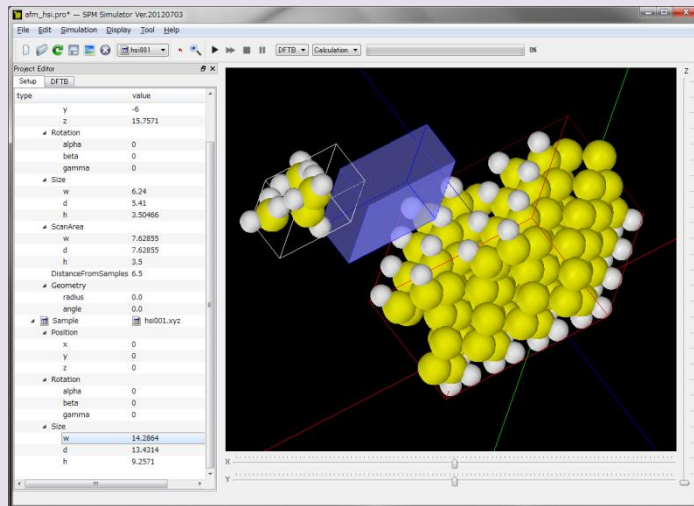 afm_hsi.pro* — SPM Simulator Ver.20120703
File Edit Simulation Display Tool Help
hsi001 DFTB Calculation 0%
Project Editor
Setup DFTB
type value
y -6
z 15.7571
Rotation
alpha 0
beta 0
gamma 0
Size
w 6.24
d 5.41
h 3.50466
ScanArea
w 7.62855
d 7.62855
h 3.5
DistanceFromSamples 6.5
Geometry
radius 0.0
angle 0.0
Sample hsi001.xyz
Position
x 0
y 0
z 0
Rotation
alpha 0
beta 0
gamma 0
Size
w 14.2864
d 13.4314
h 9.2571
X
Y
Z